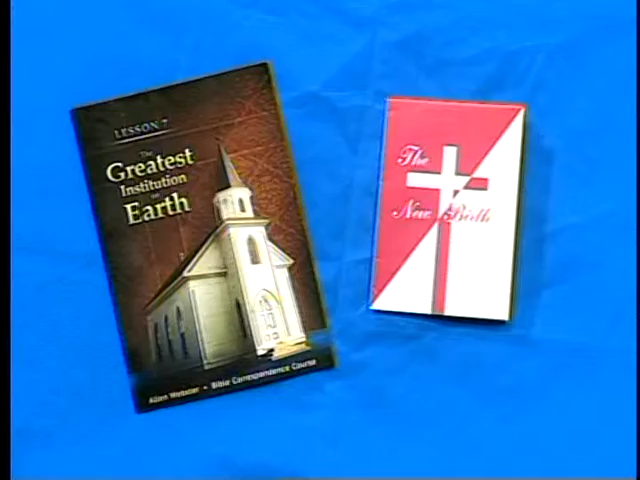 LESSON 7
The
Greatest
Institution
on
Earth
Allen Webster • Bible Correspondence Course
The
New Birth